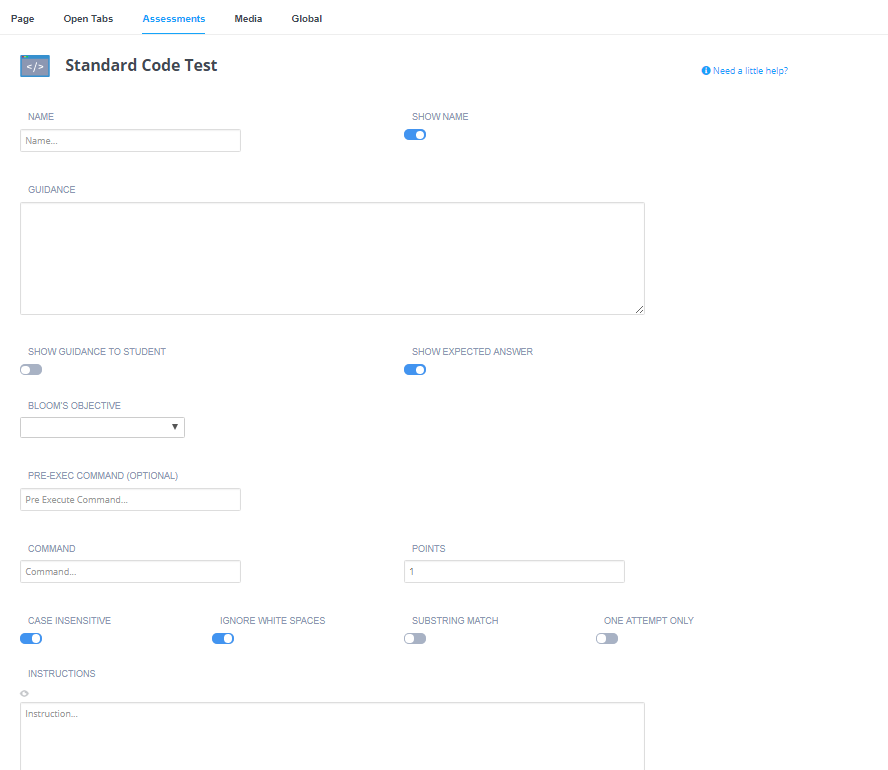 Page Open Tabs Assessments Media Global
</> Standard Code Test
Need a little help?
NAME SHOW NAME
Name...
GUIDANCE
SHOW GUIDANCE TO STUDENT SHOW EXPECTED ANSWER
BLOOM'S OBJECTIVE
PRE-EXEC COMMAND (OPTIONAL)
Pre Execute Command...
COMMAND POINTS
Command... 1
CASE INSENSITIVE IGNORE WHITE SPACES SUBSTRING MATCH ONE ATTEMPT ONLY
INSTRUCTIONS
Instruction...